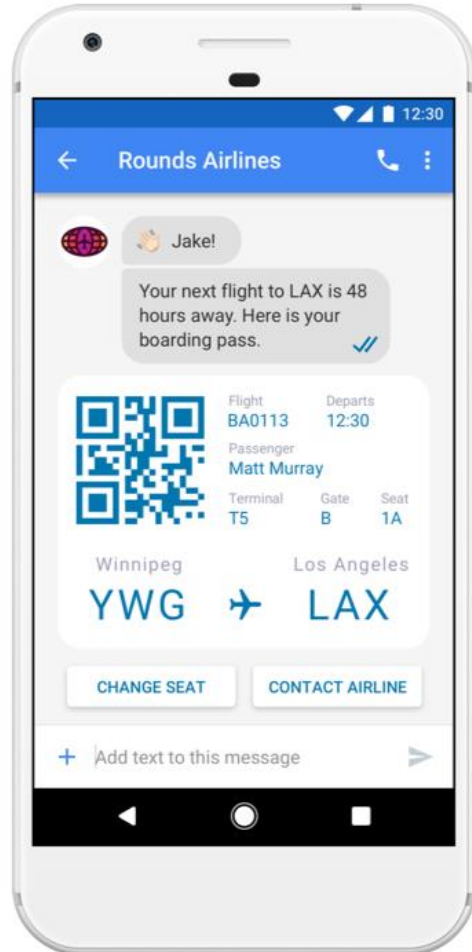 12:30
Rounds Airlines
👋🏻 Jake!
Your next flight to LAX is 48
hours away. Here is your
boarding pass.
Flight Departs
BA0113 12:30
Passenger
Matt Murray
Terminal Gate Seat
T5 B 1A
Winnipeg Los Angeles
YWG LAX
CHANGE SEAT CONTACT AIRLINE
Add text to this message